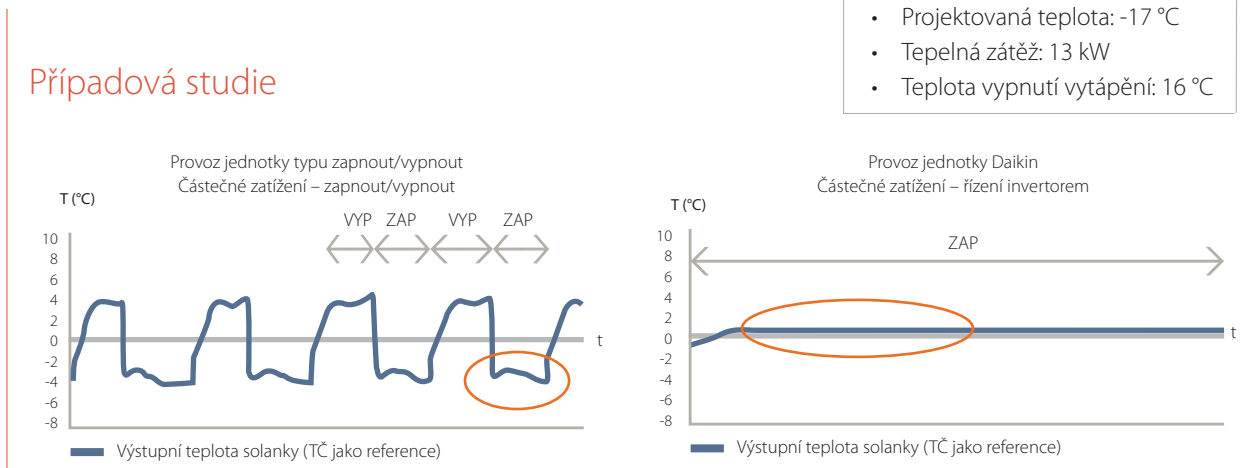 • Projektovaná teplota: -17 °C
• Tepelná zátěž: 13 kW
• Teplota vypnutí vytápění: 16 °C
Případová studie
Provoz jednotky typu zapnout/vypnout
Částečné zatížení – zapnout/vypnout
T (°C)
VYP ZAP VYP ZAP
10
8
6
4
2
0
-2
-4
-6
-8
t
Výstupní teplota solanky (TČ jako reference)
Provoz jednotky Daikin
Částečné zatížení – řízení invertorem
T (°C)
ZAP
10
8
6
4
2
0
-2
-4
-6
-8
t
Výstupní teplota solanky (TČ jako reference)